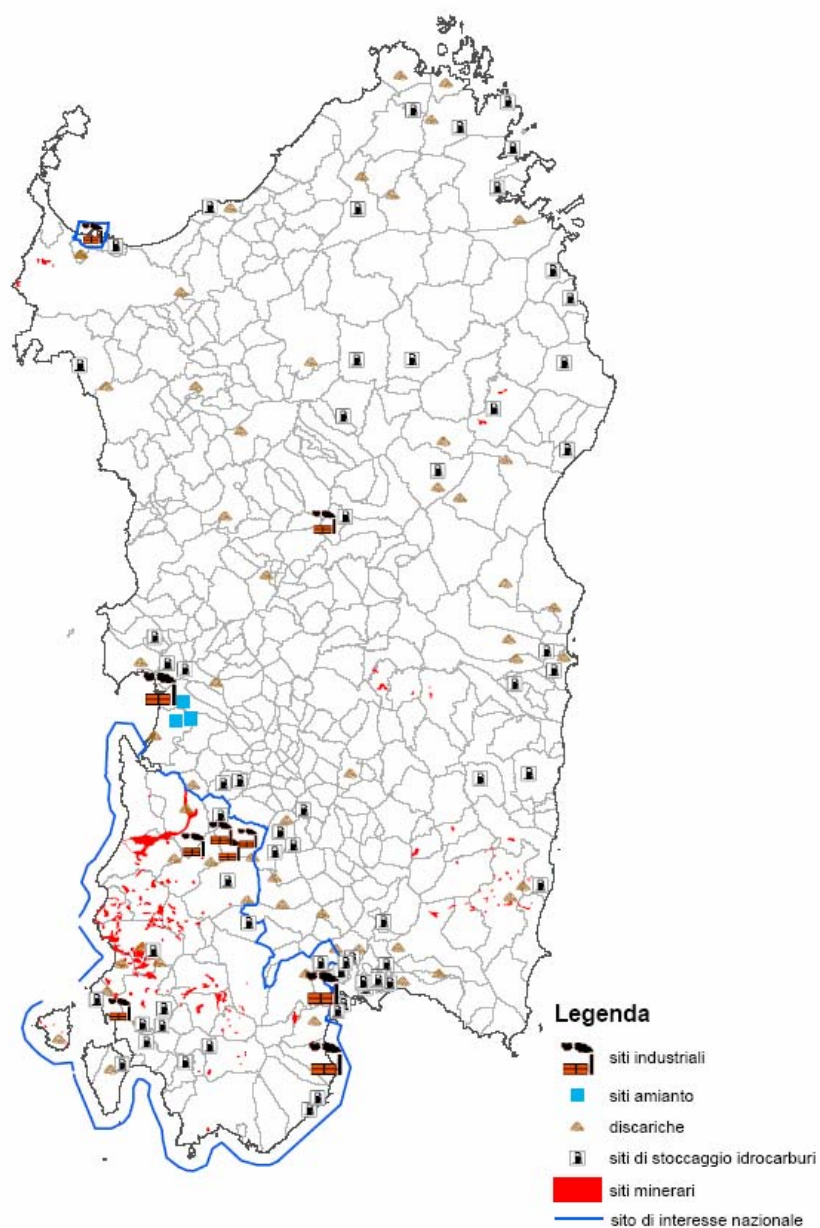 Legenda
siti industriali
siti amianto
discariche
siti di stoccaggio idrocarburi
siti minerari
sito di interesse nazionale